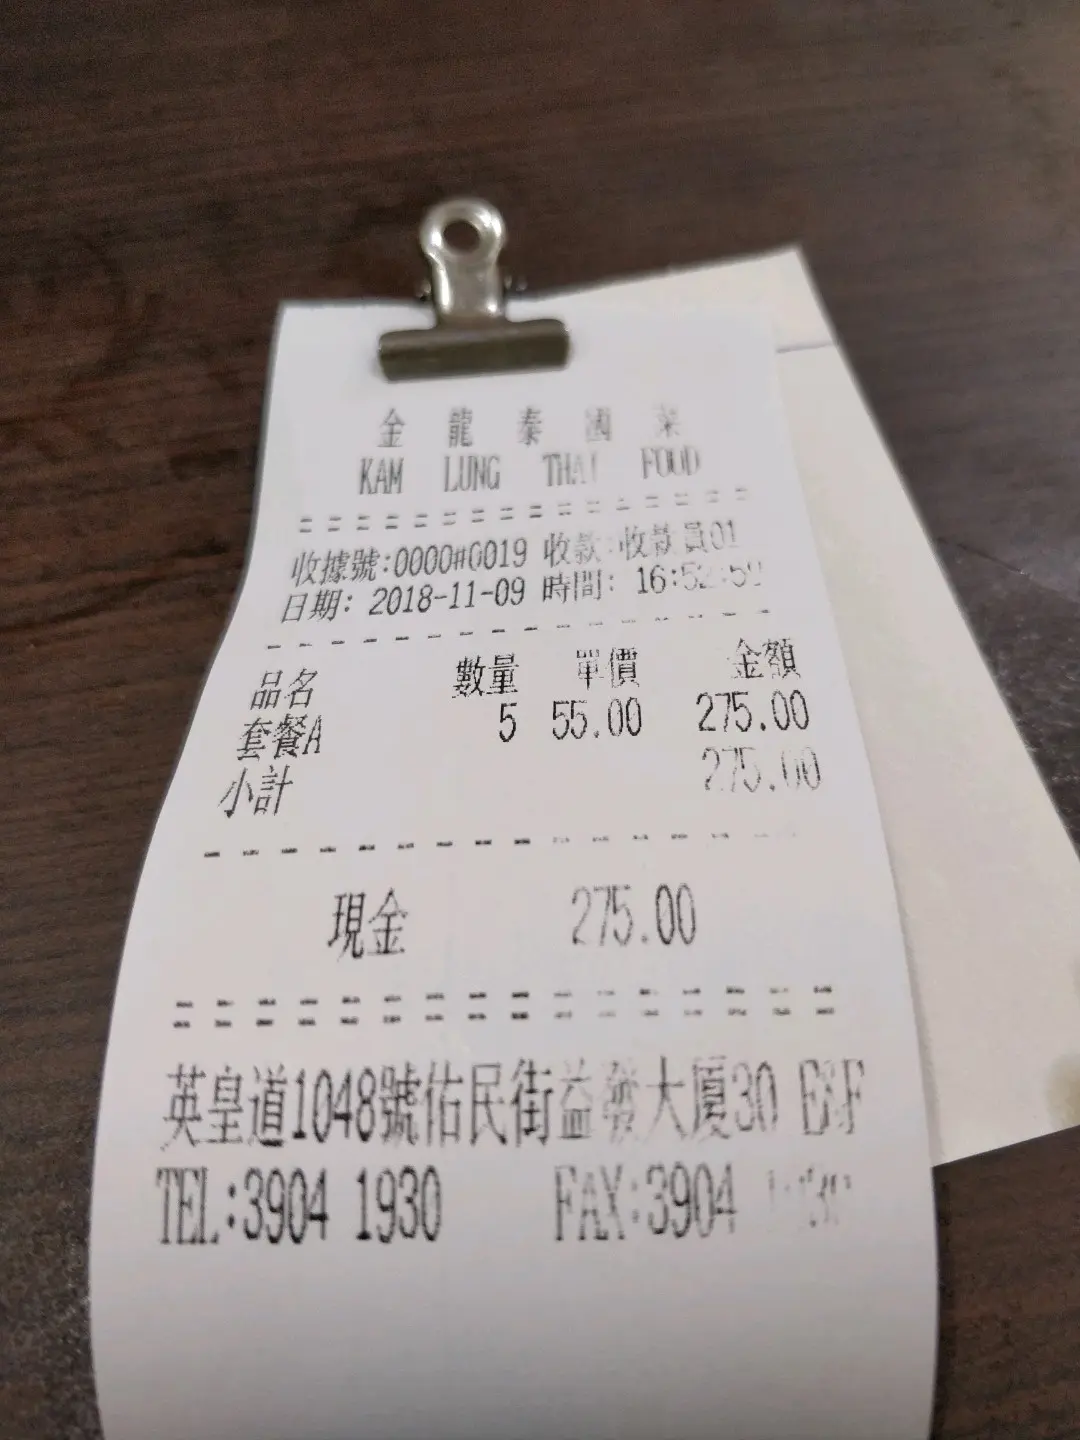 金龍泰國菜
KAM LUNG THAI FOOD
收據號:0000#0019 收款:收款員01
日期: 2018-11-09 時間: 16:52:
品名 數量 單價 金額
套餐A 5 55.00 275.00
小計 275.00
現金 275.00
英皇道1048號佑民街益發大廈30 E&F
TEL:3904 1930 FAX:3904